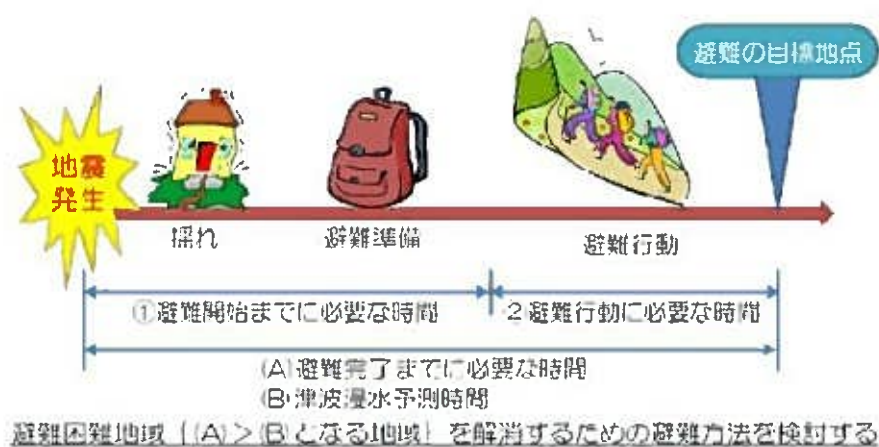 避難の目標地点
地震
発生
揺れ
避難準備
避難行動
①避難開始までに必要な時間
②避難行動に必要な時間
(A)避難完了までに必要な時間
(B)津波浸水予測時間
避難困難地域{(A)>(B)となる地域}を解消するための避難方法を検討する